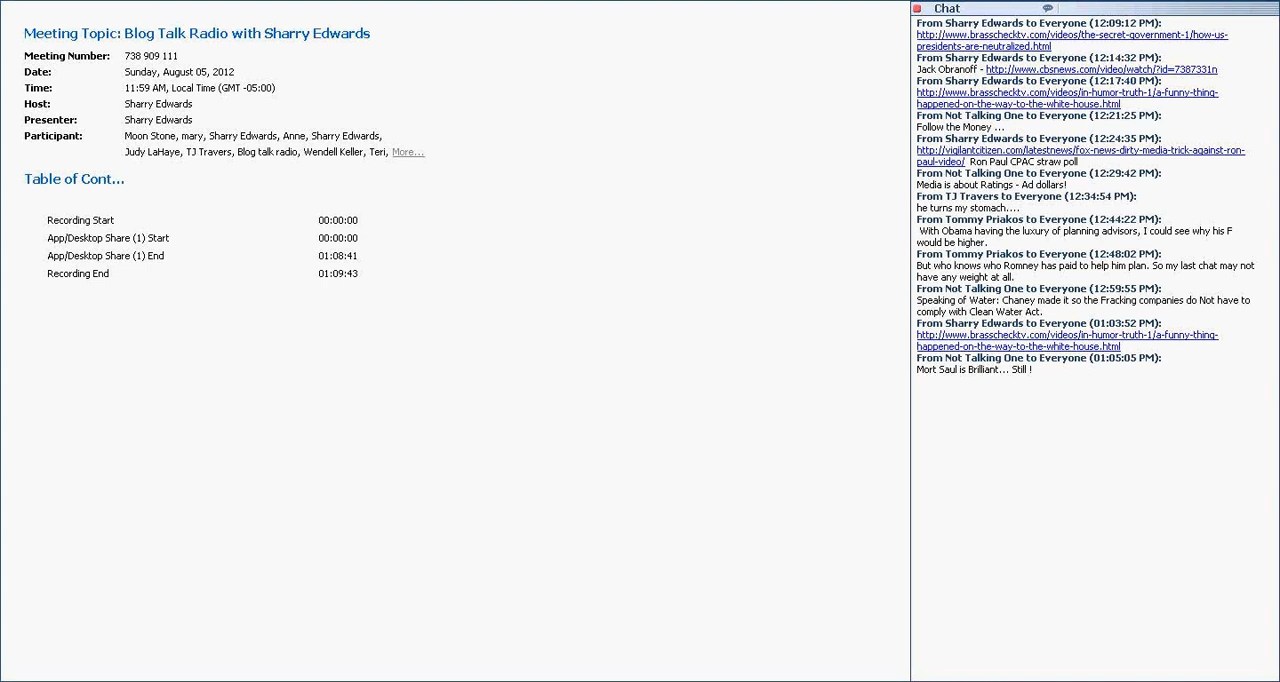 Meeting Topic: Blog Talk Radio with Sharry Edwards
Meeting Number: 738 909 111
Date: Sunday, August 05, 2012
Time: 11:59 AM, Local Time (GMT -05:00)
Host: Sharry Edwards
Presenter: Sharry Edwards
Participant: Moon Stone, mary, Sharry Edwards, Anne, Sharry Edwards,
Judy LaHaye, TJ Travers, Blog talk radio, Wendell Keller, Teri, More...
Table of Cont...
Recording Start 00:00:00
App/Desktop Share (1) Start 00:00:00
App/Desktop Share (1) End 01:08:41
Recording End 01:09:43
Chat
From Sharry Edwards to Everyone (12:09:12 PM):
http://www.brasschecktv.com/videos/the-secret-government-1/how-us-
presidents-are-neutralized.html
From Sharry Edwards to Everyone (12:14:32 PM):
Jack Obranoff - http://www.cbsnews.com/video/watch/?id=7387331n
From Sharry Edwards to Everyone (12:17:40 PM):
http://www.brasschecktv.com/videos/in-humor-truth-1/a-funny-thing-
happened-on-the-way-to-the-white-house.html
From Not Talking One to Everyone (12:21:25 PM):
Follow the Money ...
From Sharry Edwards to Everyone (12:24:35 PM):
http://vigilantcitizen.com/latestnews/fox-news-dirty-media-trick-against-ron-
paul-video/ Ron Paul CPAC straw poll
From Not Talking One to Everyone (12:29:42 PM):
Media is about Ratings - Ad dollars!
From TJ Travers to Everyone (12:34:54 PM):
he turns my stomach....
From Tommy Priakos to Everyone (12:44:22 PM):
With Obama having the luxury of planning advisors, I could see why his F
would be higher.
From Tommy Priakos to Everyone (12:48:02 PM):
But who knows who Romney has paid to help him plan. So my last chat may not
have any weight at all.
From Not Talking One to Everyone (12:59:55 PM):
Speaking of Water: Chaney made it so the Fracking companies do Not have to
comply with Clean Water Act.
From Sharry Edwards to Everyone (01:03:52 PM):
http://www.brasschecktv.com/videos/in-humor-truth-1/a-funny-thing-
happened-on-the-way-to-the-white-house.html
From Not Talking One to Everyone (01:05:05 PM):
Mort Saul is Brilliant... Still !